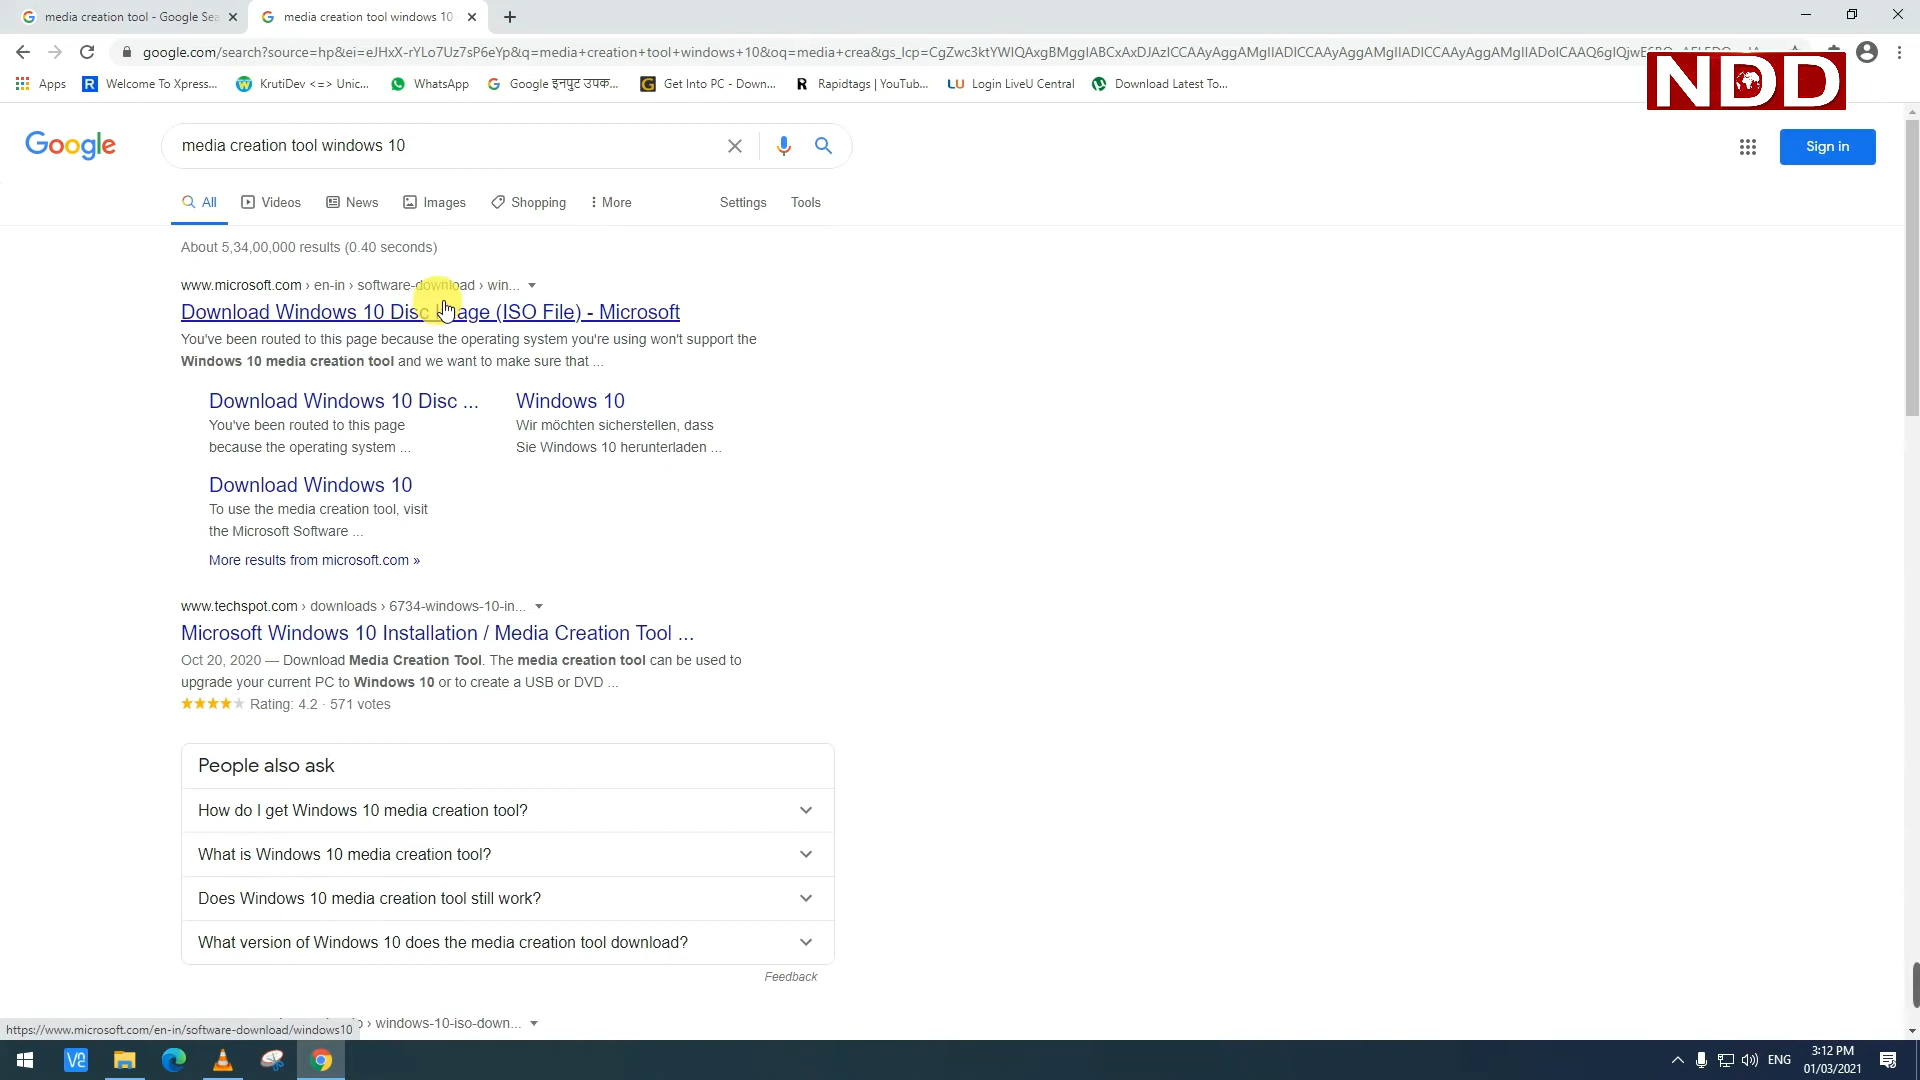 media creation tool - Google Sea
media creation tool windows 10
google.com/search?source=hp&ei=eJHxX-rYLo7Uz7sP6eYp&q=media+creation+tool+windows+10&oq=media+crea&gs_lcp=
Apps
Welcome To Xpress...
KrutiDev <=> Unic...
WhatsApp
Google इनपुट उपक...
Get Into PC - Down...
Rapidtags | YouTub...
Login LiveU Central
Download Latest To...
NDD
Google
media creation tool windows 10
Sign in
All
Videos
News
Images
Shopping
More
Settings
Tools
About 5,34,00,000 results (0.40 seconds)
www.microsoft.com › en-in › software-download › win...
Download Windows 10 Disc Image (ISO File) - Microsoft
You've been routed to this page because the operating system you're using won't support the
Windows 10 media creation tool and we want to make sure that ...
Download Windows 10 Disc ...
You've been routed to this page
because the operating system ...
Windows 10
Wir möchten sicherstellen, dass
Sie Windows 10 herunterladen ...
Download Windows 10
To use the media creation tool, visit
the Microsoft Software ...
More results from microsoft.com »
www.techspot.com › downloads › 6734-windows-10-in...
Microsoft Windows 10 Installation / Media Creation Tool ...
Oct 20, 2020 — Download Media Creation Tool. The media creation tool can be used to
upgrade your current PC to Windows 10 or to create a USB or DVD ...
Rating: 4.2 · 571 votes
People also ask
How do I get Windows 10 media creation tool?
What is Windows 10 media creation tool?
Does Windows 10 media creation tool still work?
What version of Windows 10 does the media creation tool download?
Feedback
› windows-10-iso-down...
https://www.microsoft.com/en-in/software-download/windows10
ENG
3:12 PM
01/03/2021